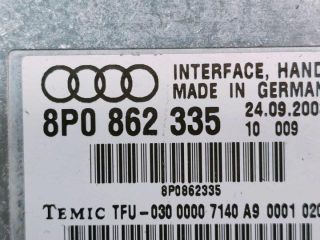 INTERFACE, HAND
MADE IN GERMAN
8P0 862 335
24.09.200
10 009
8P0862335
TEMIC TFU-030 0000 7140 A9 0001 020